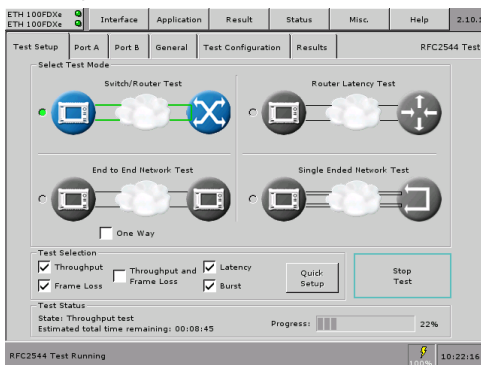 ETH 100FDXe
ETH 100FDXe
Interface
Application
Result
Status
Misc.
Help
2.10.1
Test Setup
Port A
Port B
General
Test Configuration
Results
RFC2544 Test
Select Test Mode
Switch/Router Test
Router Latency Test
End to End Network Test
Single Ended Network Test
One Way
Test Selection
Throughput
Throughput and
Frame Loss
Latency
Frame Loss
Burst
Quick
Setup
Stop
Test
Test Status
State: Throughput test
Estimated total time remaining: 00:08:45
Progress:
22%
RFC2544 Test Running
100%
10:22:16